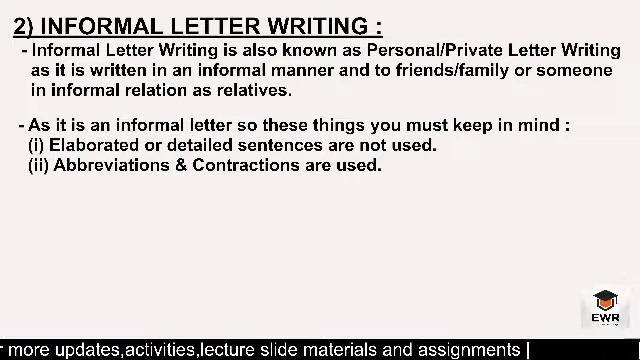 2) INFORMAL LETTER WRITING :
- Informal Letter Writing is also known as Personal/Private Letter Writing
as it is written in an informal manner and to friends/family or someone
in informal relation as relatives.
- As it is an informal letter so these things you must keep in mind :
(i) Elaborated or detailed sentences are not used.
(ii) Abbreviations & Contractions are used.
EWR
more updates,activities,lecture slide materials and assignments |